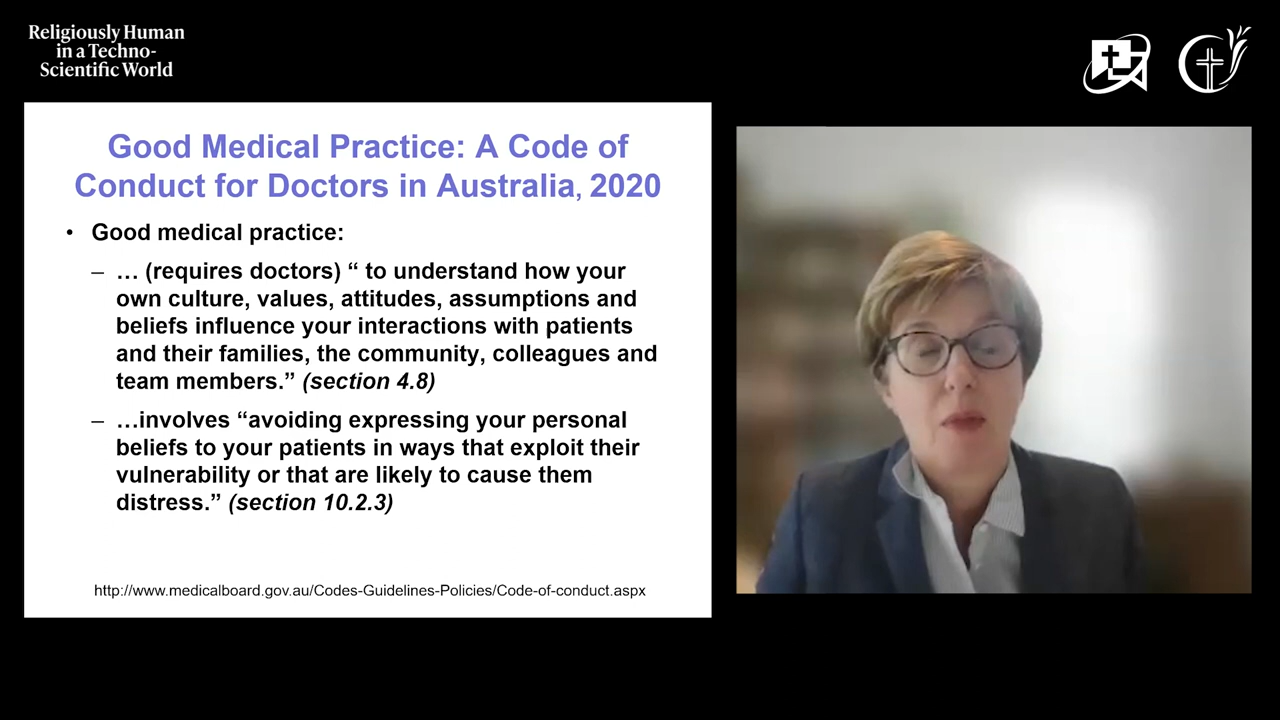 Religiously Human
in a Techno-
Scientific World
Good Medical Practice: A Code of
Conduct for Doctors in Australia, 2020
• Good medical practice:
– … (requires doctors) “ to understand how your
own culture, values, attitudes, assumptions and
beliefs influence your interactions with patients
and their families, the community, colleagues and
team members.” (section 4.8)
– …involves “avoiding expressing your personal
beliefs to your patients in ways that exploit their
vulnerability or that are likely to cause them
distress.” (section 10.2.3)
http://www.medicalboard.gov.au/Codes-Guidelines-Policies/Code-of-conduct.aspx